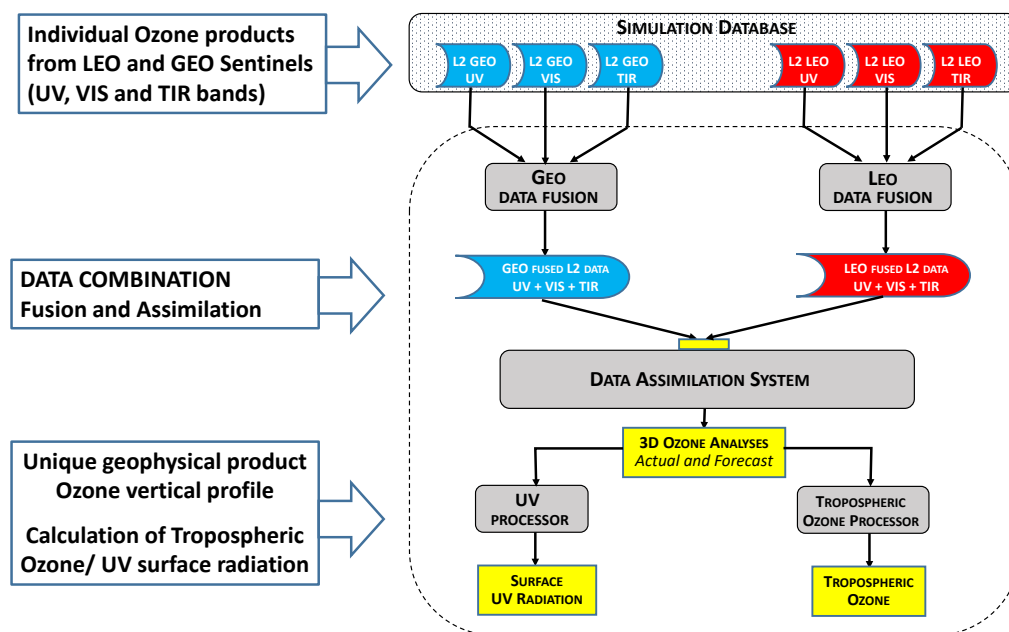 Individual Ozone products
from LEO and GEO Sentinels
(UV, VIS and TIR bands)
SIMULATION DATABASE
L2 GEO
UV
L2 GEO
VIS
L2 GEO
TIR
L2 LEO
UV
L2 LEO
VIS
L2 LEO
TIR
GEO
DATA FUSION
LEO
DATA FUSION
DATA COMBINATION
Fusion and Assimilation
GEO FUSED L2 DATA
UV + VIS + TIR
LEO FUSED L2 DATA
UV + VIS + TIR
DATA ASSIMILATION SYSTEM
3D OZONE ANALYSES
Actual and Forecast
Unique geophysical product
Ozone vertical profile
Calculation of Tropospheric
Ozone/ UV surface radiation
UV
PROCESSOR
TROPOSPHERIC
OZONE PROCESSOR
SURFACE
UV RADIATION
TROPOSPHERIC
OZONE